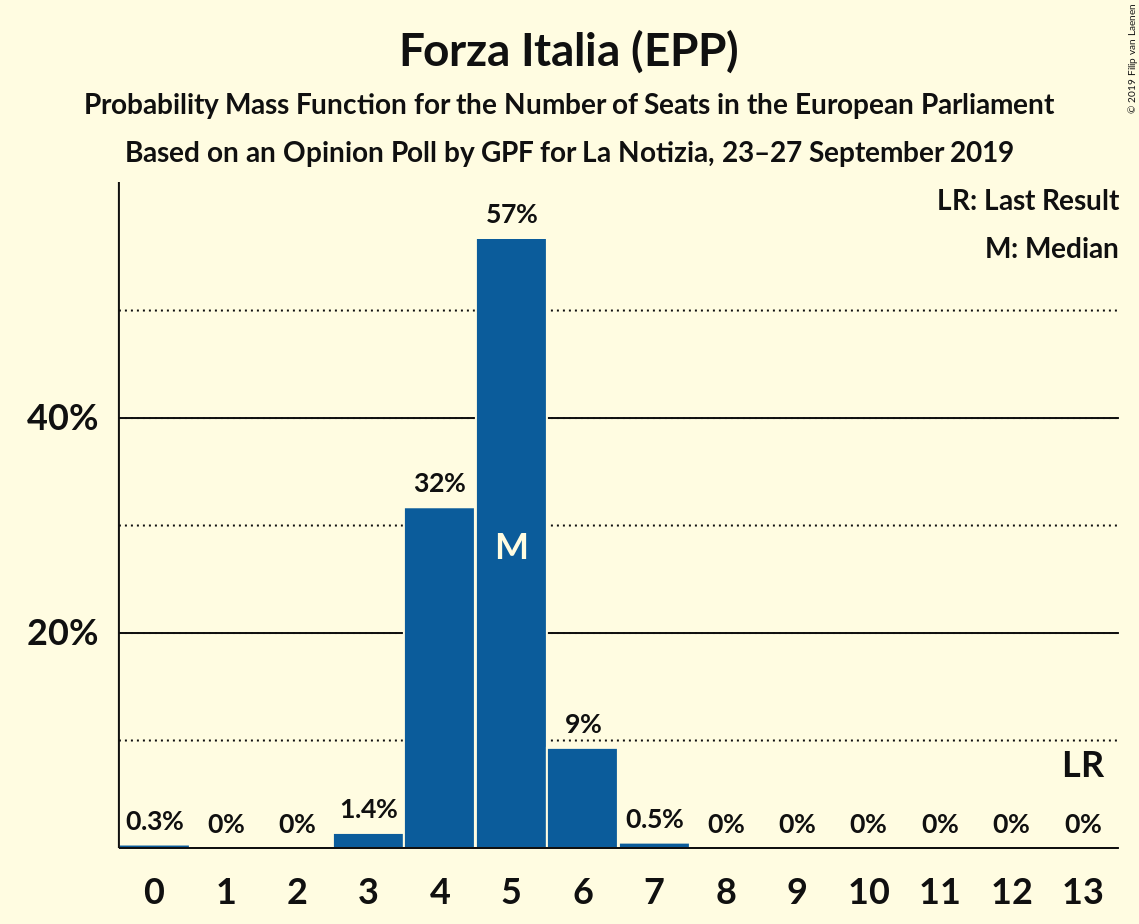 Forza Italia (EPP)
Probability Mass Function for the Number of Seats in the European Parliament
Based on an Opinion Poll by GPF for La Notizia, 23–27 September 2019
© 2019 Filip van Laenen
LR: Last Result
M: Median
57%
40%
32%
M
20%
9%
LR
0.3% 0% 0% 1.4% 0.5% 0% 0% 0% 0% 0% 0%
0 1 2 3 4 5 6 7 8 9 10 11 12 13